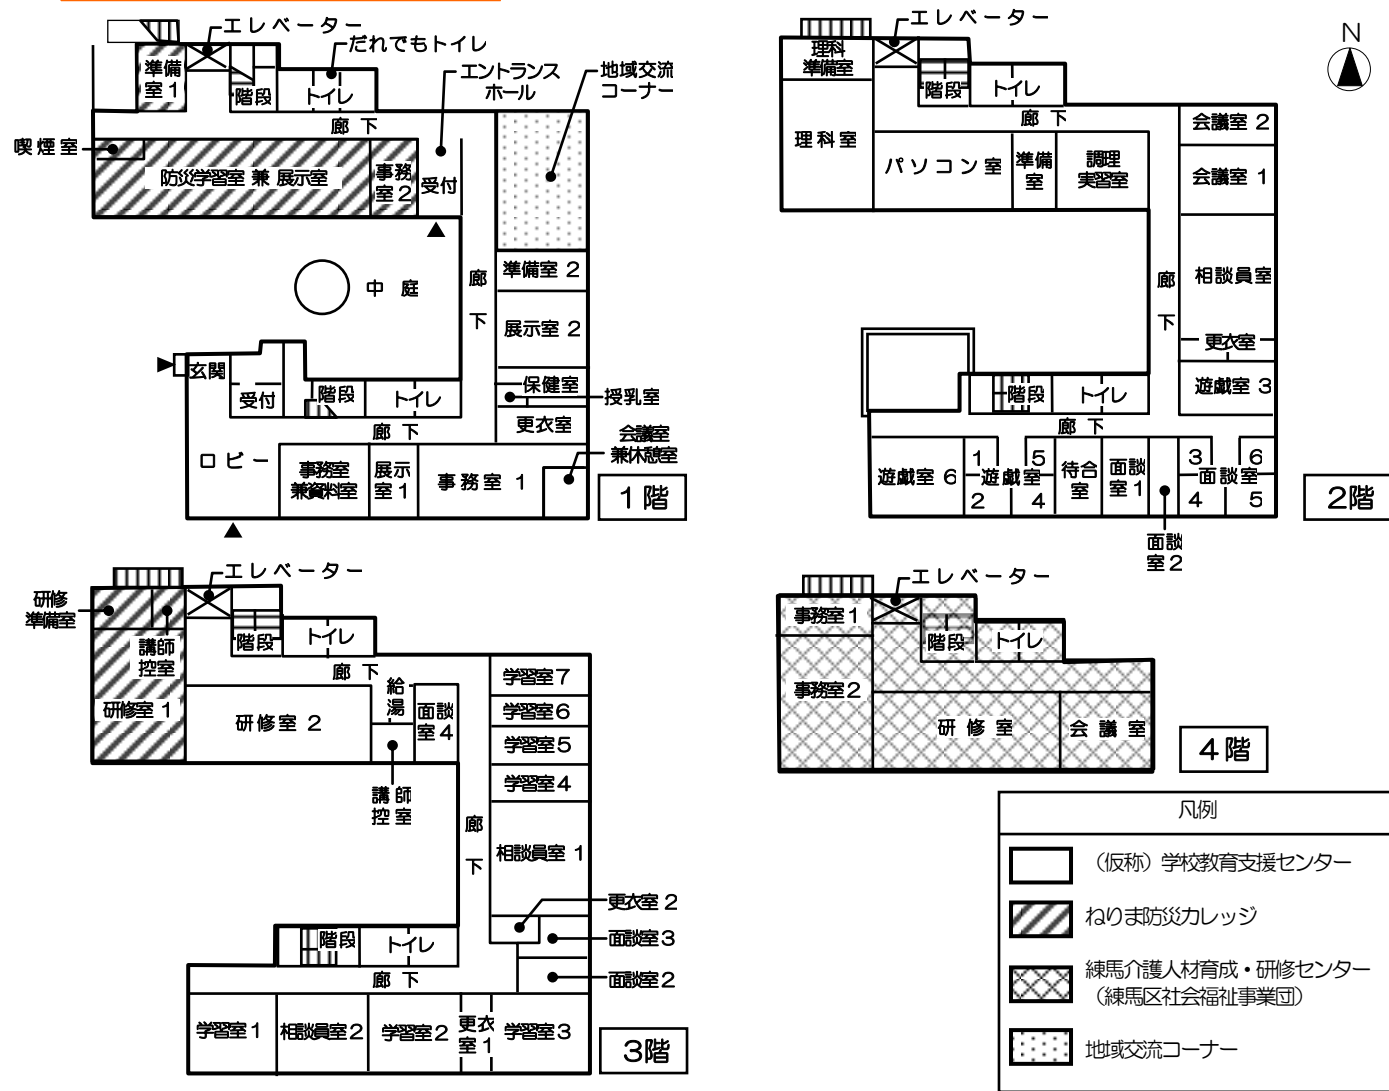 エレベーター
だれでもトイレ
準備
室1
階段
トイレ
エントランス
ホール
地域交流
コーナー
廊下
喫煙室
防災学習室 兼 展示室
事務
室2
受付
準備室2
廊
下
中庭
展示室2
玄関
受付
階段
トイレ
保健室
授乳室
更衣室
廊下
会議室
兼休憩室
ロビー
事務室
兼資料室
展示
室1
事務室1
1階
エレベーター
N
理科
準備室
階段
トイレ
廊下
会議室2
理科室
パソコン室
準備
室
調理
実習室
会議室1
廊
下
相談員室
更衣室
階段
トイレ
遊戯室3
廊下
遊戯室6
1
2
遊戯室
5
4
待合
室
面談
室1
面談
室2
3
4
面談室
6
5
2階
エレベーター
研修
準備室
講師
控室
階段
トイレ
廊下
学習室7
研修室1
研修室2
給
湯
面談
室4
学習室6
学習室5
講師
控室
学習室4
廊
下
相談員室1
更衣室2
階段
トイレ
面談室3
廊下
面談室2
学習室1
相談員室2
学習室2
更衣
室1
学習室3
3階
エレベーター
事務室1
階段
トイレ
事務室2
研修室
会議室
4階
凡例
(仮称)学校教育支援センター
ねりま防災カレッジ
練馬介護人材育成・研修センター
(練馬区社会福祉事業団)
地域交流コーナー